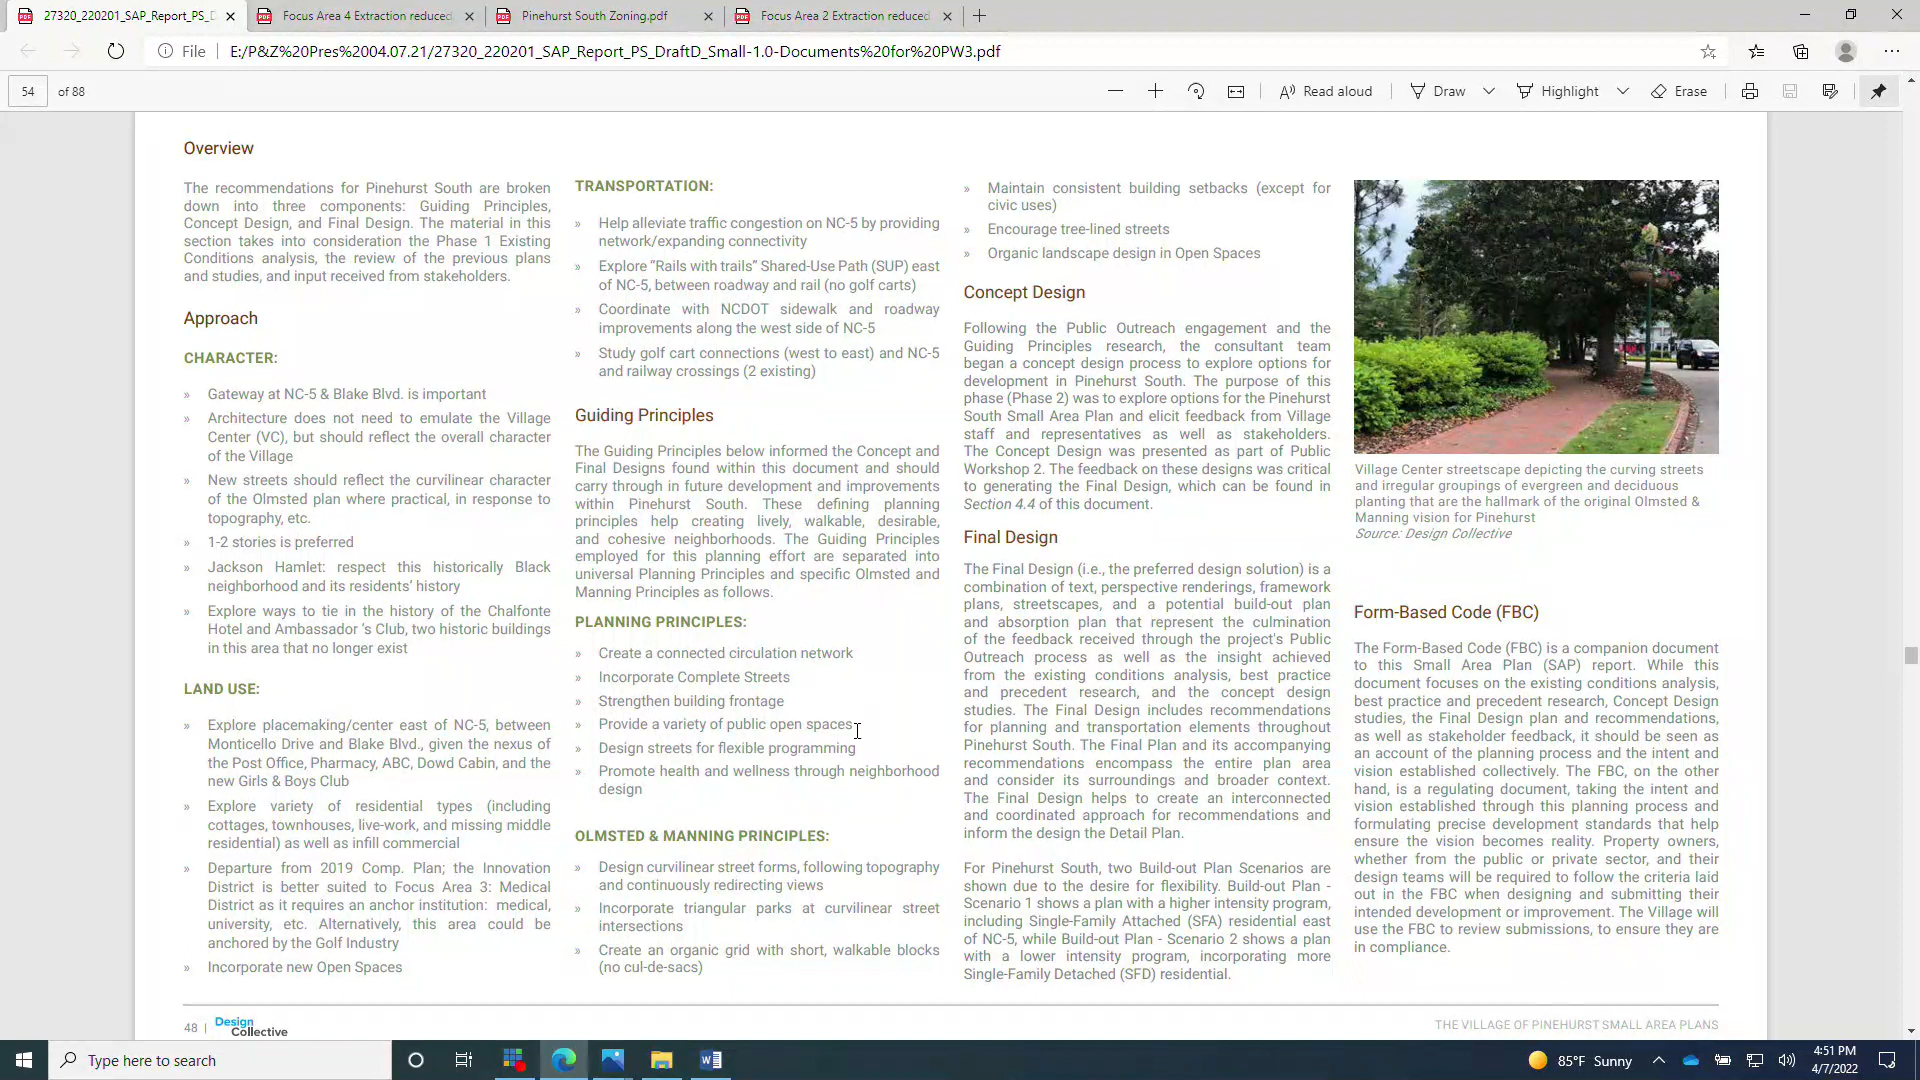 27320_220201_SAP_Report_PS_D
Focus Area 4 Extraction reduced
Pinehurst South Zoning.pdf
Focus Area 2 Extraction reduced
File
E:/P&Z%20Pres%2004.07.21/27320_220201_SAP_Report_PS_DraftD_Small-1.0-Documents%20for%20PW3.pdf
54 of 88
Read aloud
Draw
Highlight
Erase
Overview
The recommendations for Pinehurst South are broken
down into three components: Guiding Principles,
Concept Design, and Final Design. The material in this
section takes into consideration the Phase 1 Existing
Conditions analysis, the review of the previous plans
and studies, and input received from stakeholders.
Approach
CHARACTER:
» Gateway at NC-5 & Blake Blvd. is important
» Architecture does not need to emulate the Village
Center (VC), but should reflect the overall character
of the Village
» New streets should reflect the curvilinear character
of the Olmsted plan where practical, in response to
topography, etc.
» 1-2 stories is preferred
» Jackson Hamlet: respect this historically Black
neighborhood and its residents' history
» Explore ways to tie in the history of the Chalfonte
Hotel and Ambassador 's Club, two historic buildings
in this area that no longer exist
LAND USE:
» Explore placemaking/center east of NC-5, between
Monticello Drive and Blake Blvd., given the nexus of
the Post Office, Pharmacy, ABC, Dowd Cabin, and the
new Girls & Boys Club
» Explore variety of residential types (including
cottages, townhouses, live-work, and missing middle
residential) as well as infill commercial
» Departure from 2019 Comp. Plan; the Innovation
District is better suited to Focus Area 3: Medical
District as it requires an anchor institution: medical,
university, etc. Alternatively, this area could be
anchored by the Golf Industry
» Incorporate new Open Spaces
TRANSPORTATION:
» Help alleviate traffic congestion on NC-5 by providing
network/expanding connectivity
» Explore “Rails with trails” Shared-Use Path (SUP) east
of NC-5, between roadway and rail (no golf carts)
» Coordinate with NCDOT sidewalk and roadway
improvements along the west side of NC-5
» Study golf cart connections (west to east) and NC-5
and railway crossings (2 existing)
Guiding Principles
The Guiding Principles below informed the Concept and
Final Designs found within this document and should
carry through in future development and improvements
within Pinehurst South. These defining planning
principles help creating lively, walkable, desirable,
and cohesive neighborhoods. The Guiding Principles
employed for this planning effort are separated into
universal Planning Principles and specific Olmsted and
Manning Principles as follows.
PLANNING PRINCIPLES:
» Create a connected circulation network
» Incorporate Complete Streets
» Strengthen building frontage
» Provide a variety of public open spaces
» Design streets for flexible programming
» Promote health and wellness through neighborhood
design
OLMSTED & MANNING PRINCIPLES:
» Design curvilinear street forms, following topography
and continuously redirecting views
» Incorporate triangular parks at curvilinear street
intersections
» Create an organic grid with short, walkable blocks
(no cul-de-sacs)
» Maintain consistent building setbacks (except for
civic uses)
» Encourage tree-lined streets
» Organic landscape design in Open Spaces
Concept Design
Following the Public Outreach engagement and the
Guiding Principles research, the consultant team
began a concept design process to explore options for
development in Pinehurst South. The purpose of this
phase (Phase 2) was to explore options for the Pinehurst
South Small Area Plan and elicit feedback from Village
staff and representatives as well as stakeholders.
The Concept Design was presented as part of Public
Workshop 2. The feedback on these designs was critical
to generating the Final Design, which can be found in
Section 4.4 of this document.
Final Design
The Final Design (i.e., the preferred design solution) is a
combination of text, perspective renderings, framework
plans, streetscapes, and a potential build-out plan
and absorption plan that represent the culmination
of the feedback received through the project's Public
Outreach process as well as the insight achieved
from the existing conditions analysis, best practice
and precedent research, and the concept design
studies. The Final Design includes recommendations
for planning and transportation elements throughout
Pinehurst South. The Final Plan and its accompanying
recommendations encompass the entire plan area
and consider its surroundings and broader context.
The Final Design helps to create an interconnected
and coordinated approach for recommendations and
inform the design the Detail Plan.
For Pinehurst South, two Build-out Plan Scenarios are
shown due to the desire for flexibility. Build-out Plan -
Scenario 1 shows a plan with a higher intensity program,
including Single-Family Attached (SFA) residential east
of NC-5, while Build-out Plan - Scenario 2 shows a plan
with a lower intensity program, incorporating more
Single-Family Detached (SFD) residential.
Village Center streetscape depicting the curving streets
and irregular groupings of evergreen and deciduous
planting that are the hallmark of the original Olmsted &
Manning vision for Pinehurst
Source: Design Collective
Form-Based Code (FBC)
The Form-Based Code (FBC) is a companion document
to this Small Area Plan (SAP) report. While this
document focuses on the existing conditions analysis,
best practice and precedent research, Concept Design
studies, the Final Design plan and recommendations,
as well as stakeholder feedback, it should be seen as
an account of the planning process and the intent and
vision established collectively. The FBC, on the other
hand, is a regulating document, taking the intent and
vision established through this planning process and
formulating precise development standards that help
ensure the vision becomes reality. Property owners,
whether from the public or private sector, and their
design teams will be required to follow the criteria laid
out in the FBC when designing and submitting their
intended development or improvement. The Village will
use the FBC to review submissions, to ensure they are
in compliance.
48 | Design
Collective
THE VILLAGE OF PINEHURST SMALL AREA PLANS
Type here to search
85°F Sunny
4:51 PM
4/7/2022